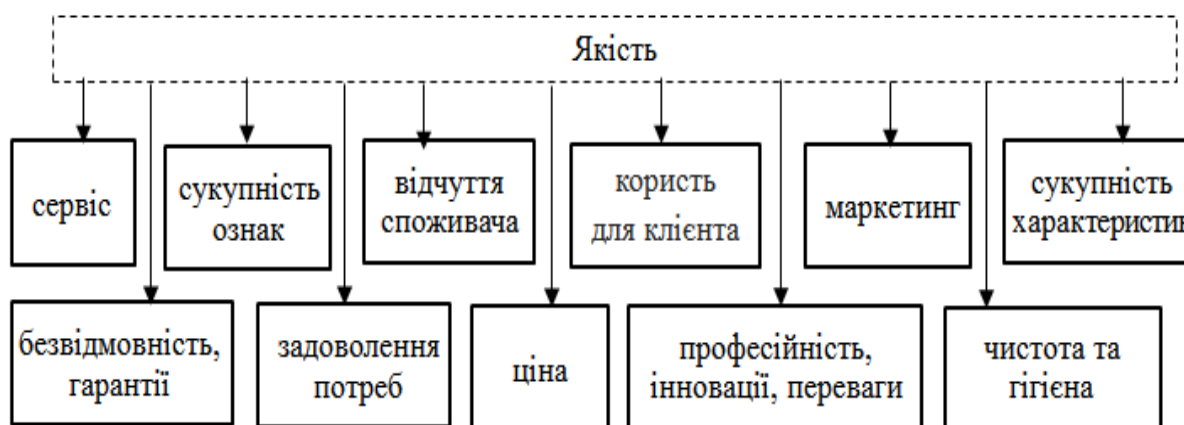 Якість
сервіс
сукупність
ознак
відчуття
споживача
користь
для клієнта
маркетинг
сукупність
характеристик
безвідмовність,
гарантії
задоволення
потреб
ціна
професійність,
інновації, переваги
чистота та
гігієна